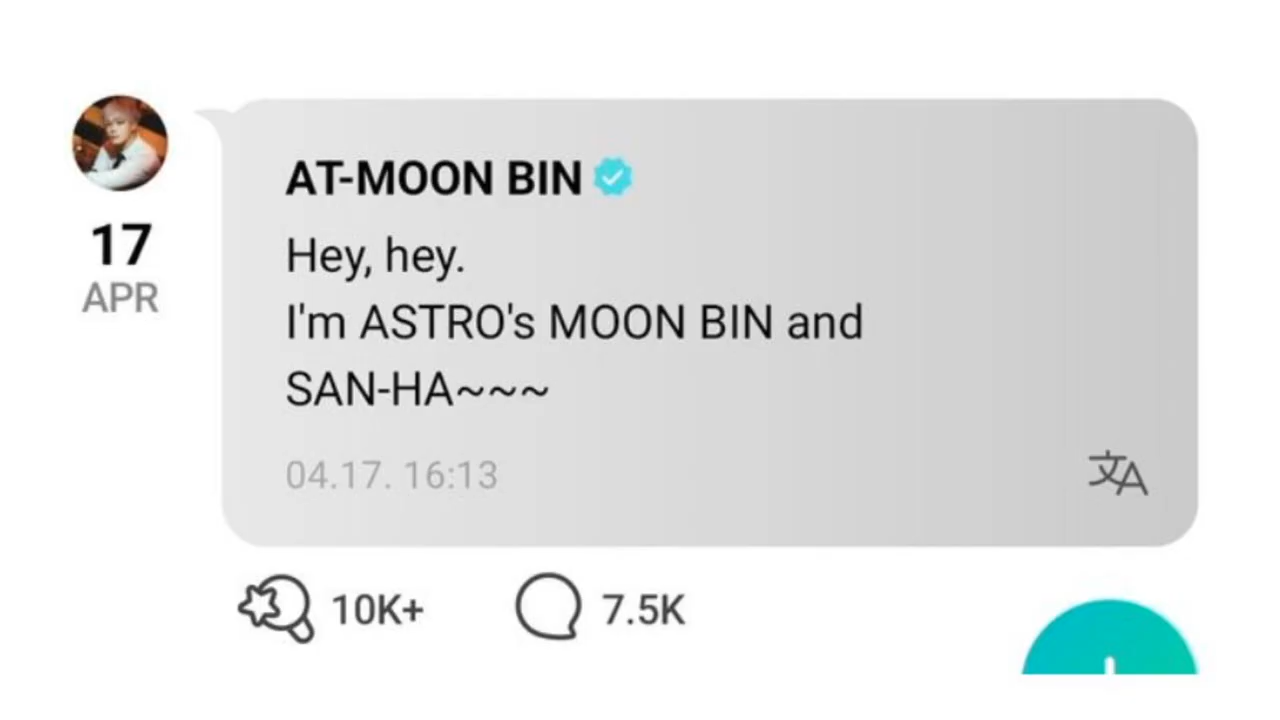 AT-MOON BIN
17
APR
Hey, hey.
I'm ASTRO's MOON BIN and
SAN-HA~~~
04.17. 16:13
文A
10K+
7.5K